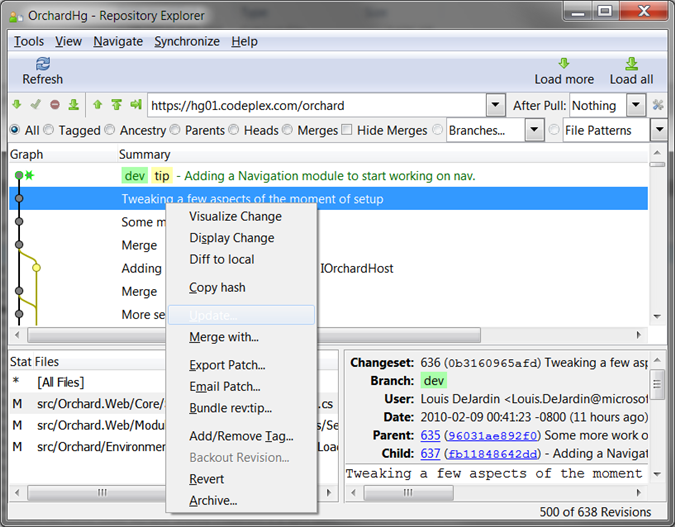 OrchardHg - Repository Explorer
Tools View Navigate Synchronize Help
Refresh Load more Load all
https://hg01.codeplex.com/orchard After Pull: Nothing
All Tagged Ancestry Parents Heads Merges Hide Merges Branches... File Patterns
Graph Summary
dev tip - Adding a Navigation module to start working on nav.
Tweaking a few aspects of the moment of setup
Some m
Merge
Adding IOrchardHost
Merge
More se
Visualize Change
Display Change
Diff to local
Copy hash
Update...
Merge with...
Export Patch...
Email Patch...
Bundle rev:tip...
Add/Remove Tag...
Backout Revision...
Revert
Archive...
Stat Files
* [All Files]
M src/Orchard.Web/Core/ .cs
M src/Orchard.Web/Modu s/Se
M src/Orchard/Environme Load
Changeset: 636 (0b3160965afd) Tweaking a few asp
Branch: dev
User: Louis DeJardin <Louis.DeJardin@microsof
Date: 2010-02-09 00:41:23 -0800 (11 hours ago)
Parent: 635 (96031ae892f0) Some more work o
Child: 637 (fb11848642dd) - Adding a Navigat
Tweaking a few aspects of the moment
500 of 638 Revisions